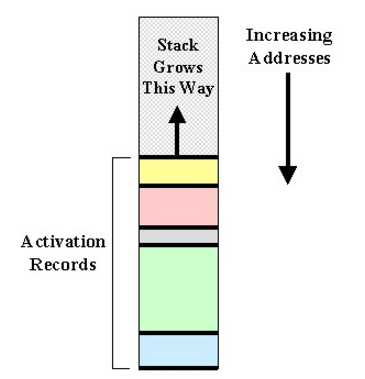 Stack
Grows
This Way
Increasing
Addresses
Activation
Records